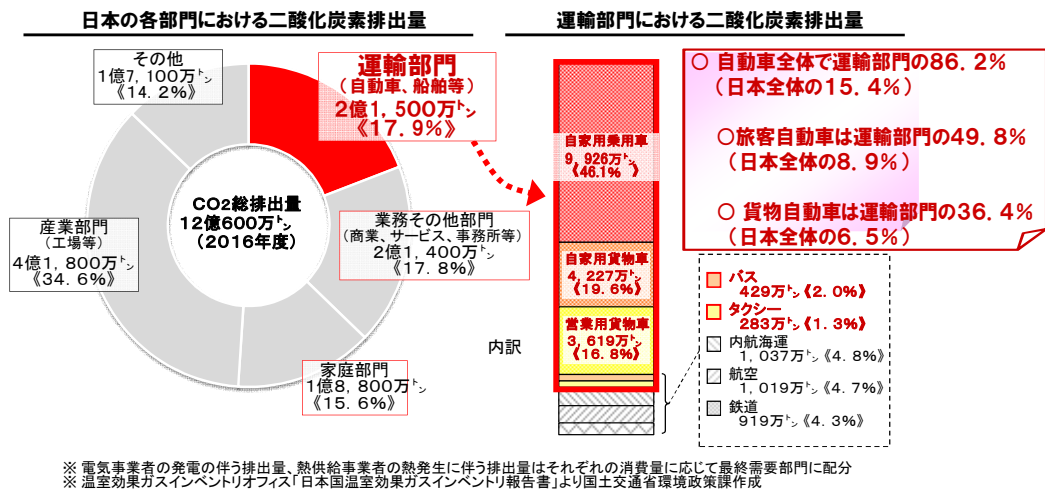 日本の各部門における二酸化炭素排出量
その他
1億7,100万㌧
《14.2%》
運輸部門
(自動車、船舶等)
2億1,500万㌧
《17.9%》
CO2総排出量
12億600万㌧
(2016年度)
産業部門
(工場等)
4億1,800万㌧
《34.6%》
業務その他部門
(商業、サービス、事務所等)
2億1,400万㌧
《17.8%》
家庭部門
1億8,800万㌧
《15.6%》
運輸部門における二酸化炭素排出量
自家用乗用車
9,926万㌧
《46.1%》
自家用貨物車
4,227万㌧
《19.6%》
営業用貨物車
3,619万㌧
《16.8%》
内訳
○ 自動車全体で運輸部門の86.2%
(日本全体の15.4%)
○旅客自動車は運輸部門の49.8%
(日本全体の8.9%)
○ 貨物自動車は運輸部門の36.4%
(日本全体の6.5%)
バス
429万㌧《2.0%》
タクシー
283万㌧《1.3%》
内航海運
1,037万㌧《4.8%》
航空
1,019万㌧《4.7%》
鉄道
919万㌧《4.3%》
※ 電気事業者の発電の伴う排出量、熱供給事業者の熱発生に伴う排出量はそれぞれの消費量に応じて最終需要部門に配分
※ 温室効果ガスインベントリオフィス「日本国温室効果ガスインベントリ報告書」より国土交通省環境政策課作成